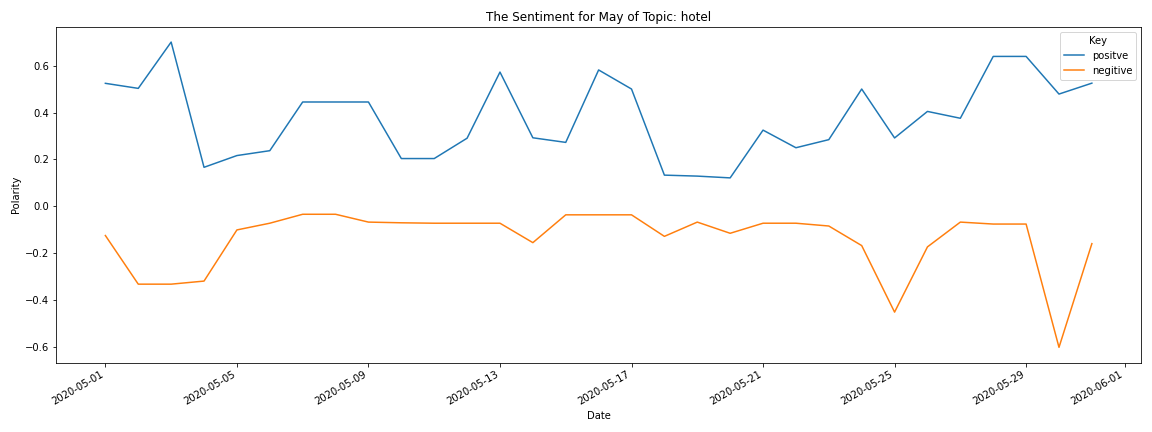 The Sentiment for May of Topic: hotel
Key
positve
negitive
Polarity
0.6
0.4
0.2
0.0
−0.2
−0.4
−0.6
2020-05-01
2020-05-05
2020-05-09
2020-05-13
2020-05-17
2020-05-21
2020-05-25
2020-05-29
2020-06-01
Date